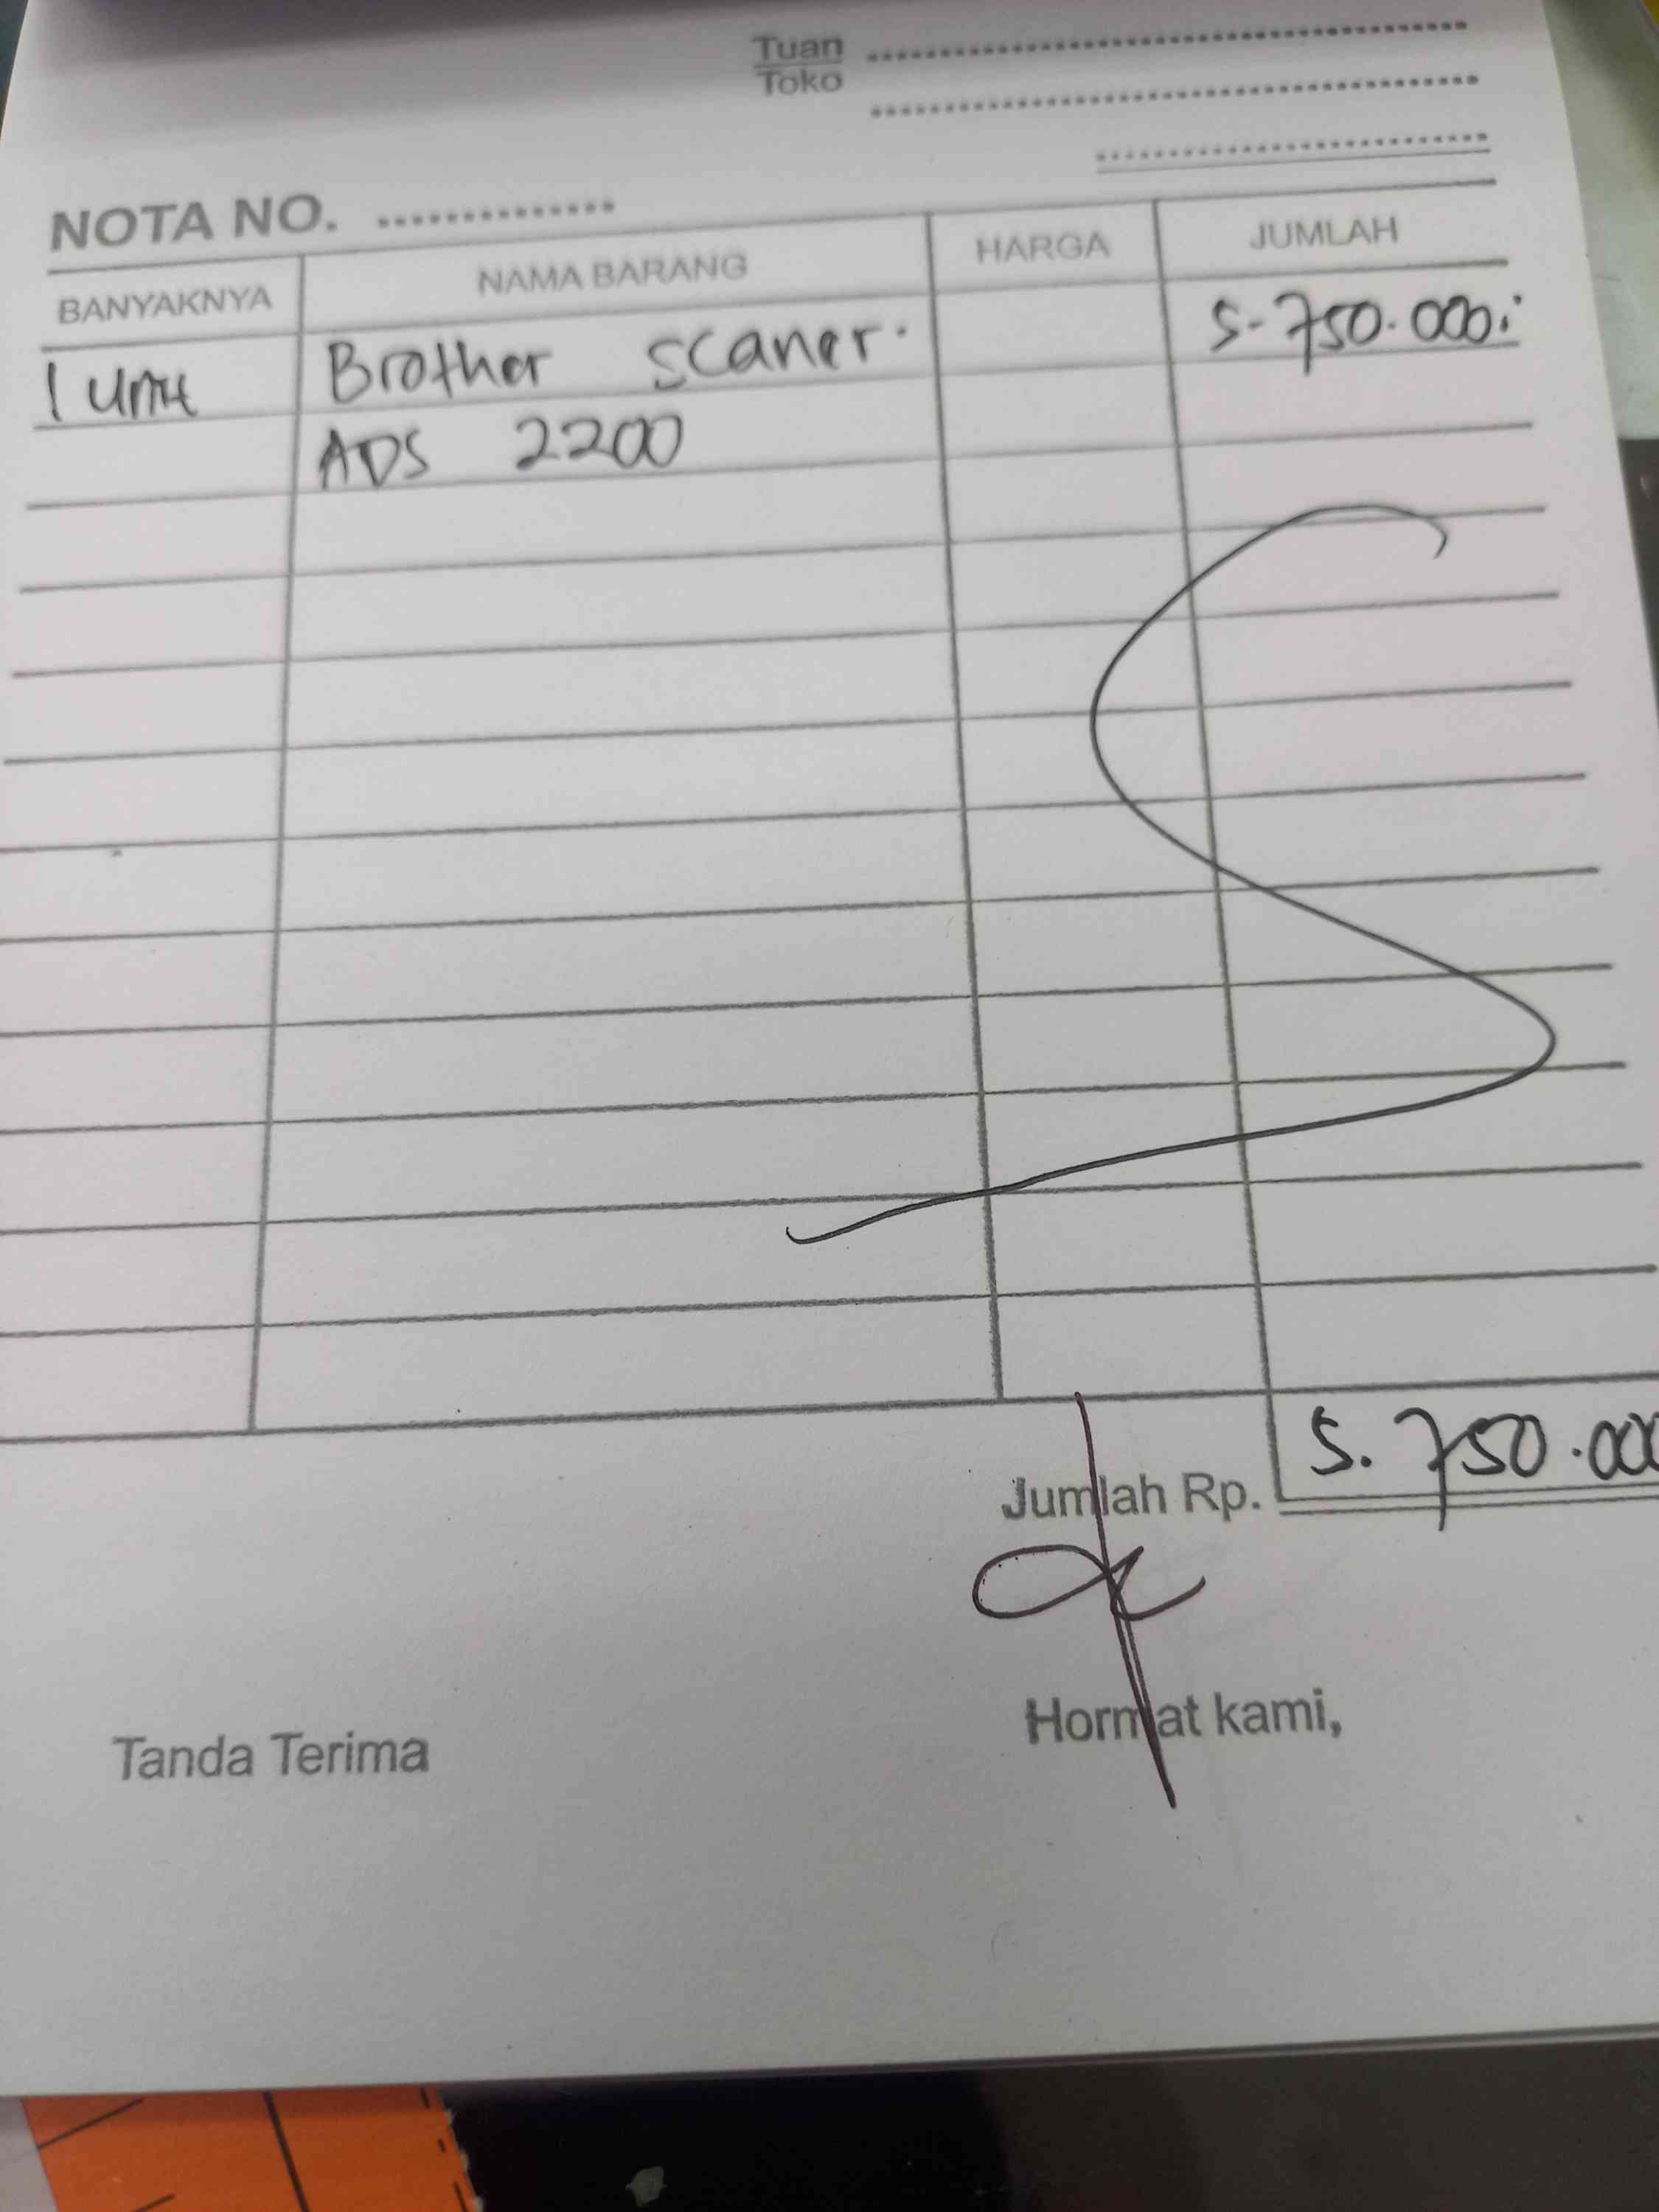 Tuan
Toko
NOTA NO.
BANYAKNYA NAMA BARANG HARGA JUMLAH
1 unit Brother scaner. 5-750.000
ADS 2200
Jumlah Rp. 5.750.000
Tanda Terima Hormat kami,